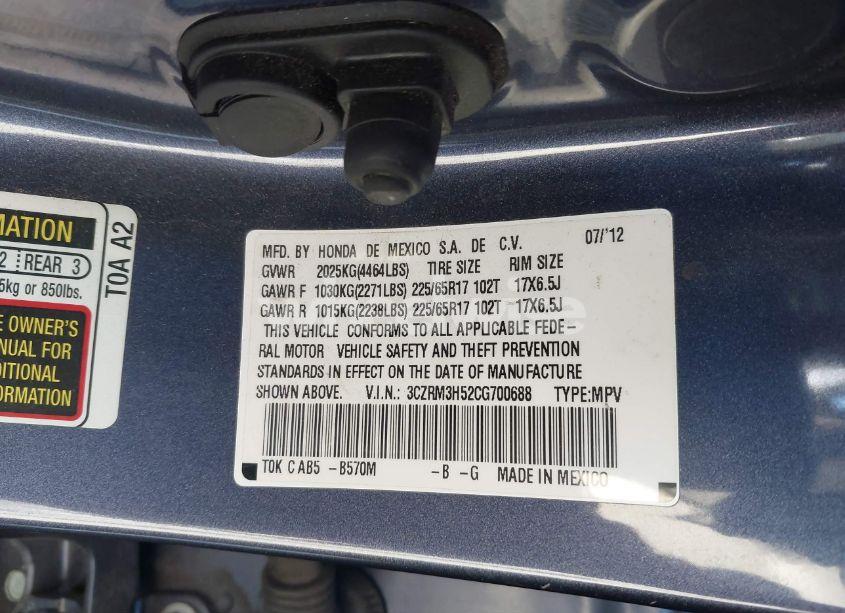 MATION
2 REAR 3
5kg or 850lbs.
E OWNER'S
NUAL FOR
DITIONAL
ORMATION
T0A A2
MFD. BY HONDA DE MEXICO S.A. DE C.V. 07/'12
GVWR 2025KG(4464LBS) TIRE SIZE RIM SIZE
GAWR F 1030KG(2271LBS) 225/65R17 102T 17X6.5J
GAWR R 1015KG(2238LBS) 225/65R17 102T 17X6.5J
THIS VEHICLE CONFORMS TO ALL APPLICABLE FEDE-
RAL MOTOR VEHICLE SAFETY AND THEFT PREVENTION
STANDARDS IN EFFECT ON THE DATE OF MANUFACTURE
SHOWN ABOVE. V.I.N.: 3CZRM3H52CG700688 TYPE:MPV
T0K C AB5 -B570M -B -G MADE IN MEXICO